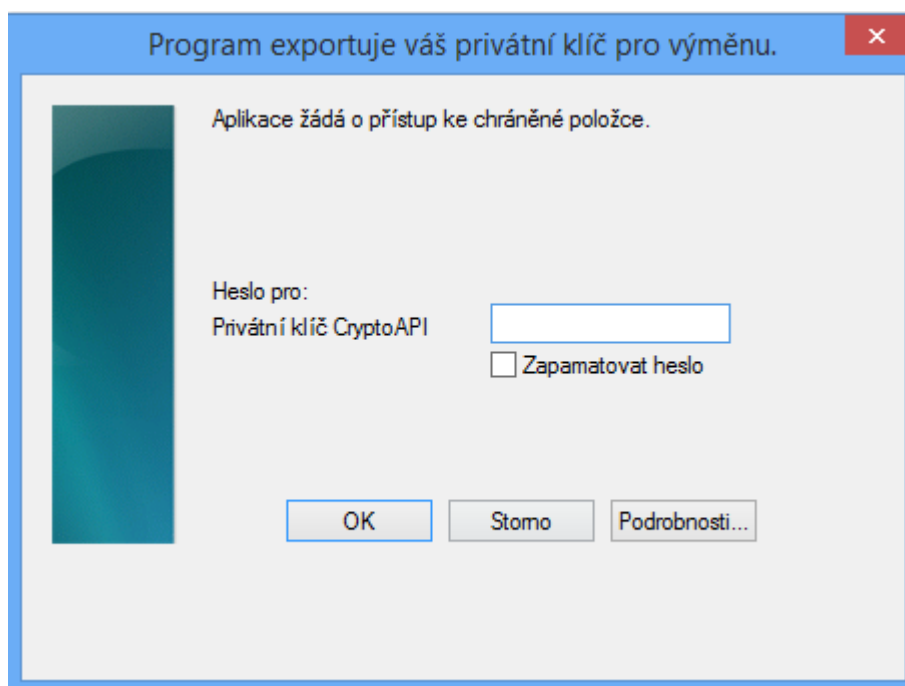 Program exportuje váš privátní klíč pro výměnu.
Aplikace žádá o přístup ke chráněné položce.
Heslo pro:
Privátní klíč CryptoAPI
Zapamatovat heslo
OK
Storno
Podrobnosti...